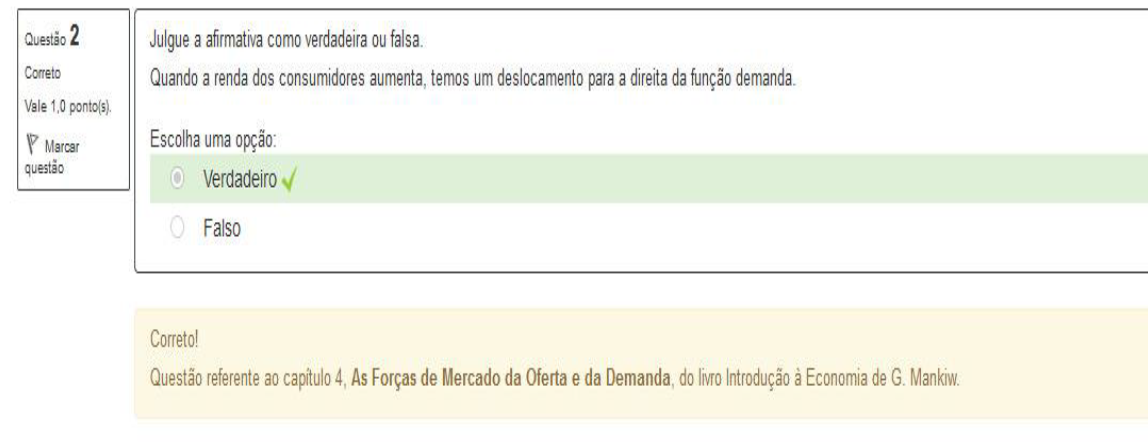 Questão 2
Correto
Vale 1,0 ponto(s).
Marcar
questão
Julgue a afirmativa como verdadeira ou falsa.
Quando a renda dos consumidores aumenta, temos um deslocamento para a direita da função demanda.
Escolha uma opção:
Verdadeiro
Falso
Correto!
Questão referente ao capítulo 4, As Forças de Mercado da Oferta e da Demanda, do livro Introdução à Economia de G. Mankiw.